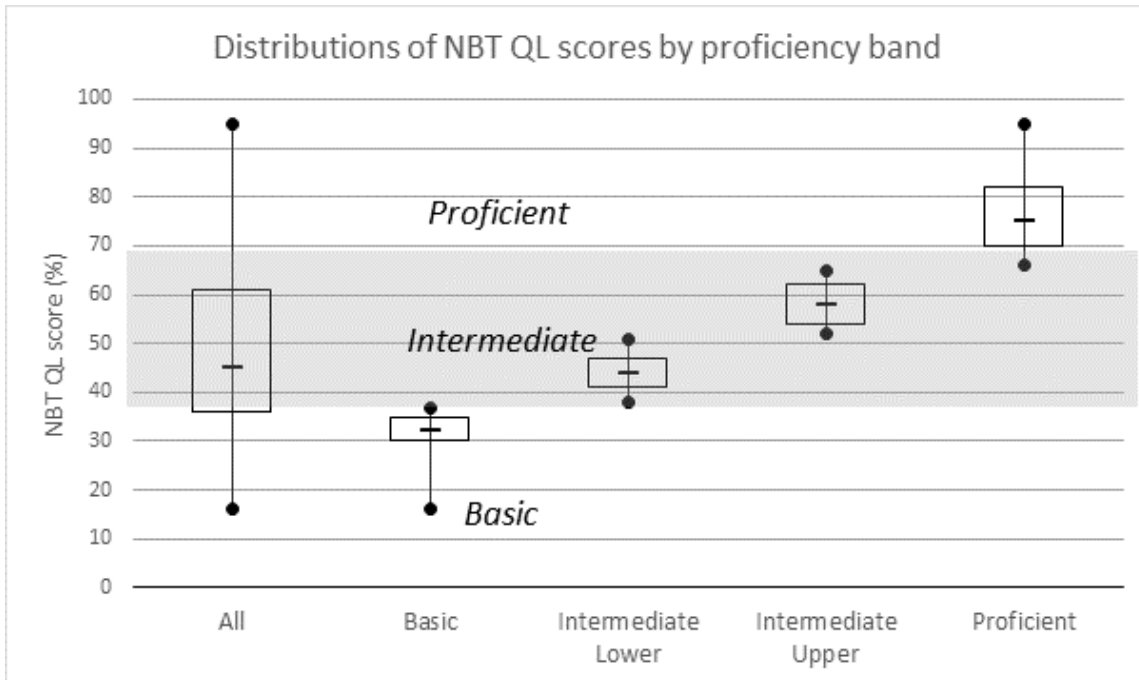 Distributions of NBT QL scores by proficiency band
100
90
80
70
60
50
40
30
20
10
0
NBT QL score (%)
Proficient
Intermediate
Basic
All
Basic
Intermediate
Lower
Intermediate
Upper
Proficient